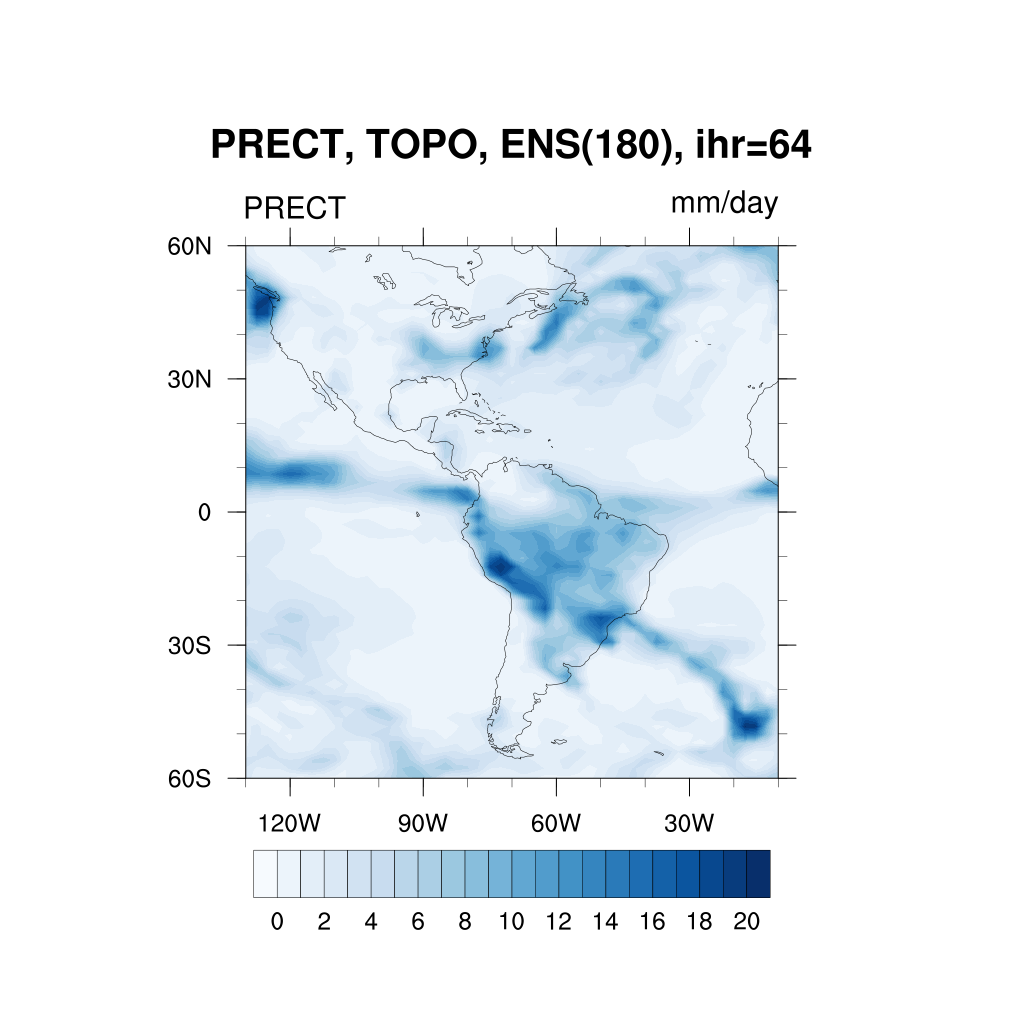 PRECT, TOPO, ENS(180), ihr=64
PRECT mm/day
60N
30N
0
30S
60S
120W 90W 60W 30W
0 2 4 6 8 10 12 14 16 18 20